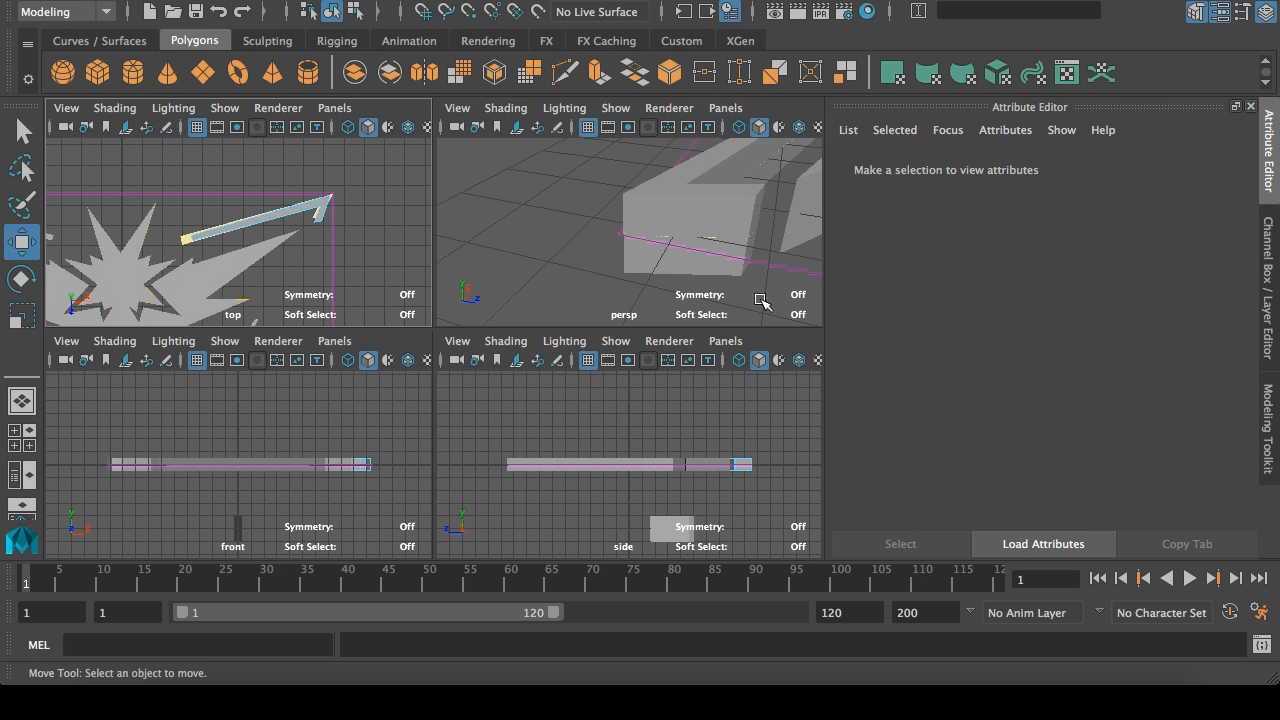 Modeling No Live Surface
Curves / Surfaces Polygons Sculpting Rigging Animation Rendering FX FX Caching Custom XGen
View Shading Lighting Show Renderer Panels
View Shading Lighting Show Renderer Panels
Attribute Editor
List Selected Focus Attributes Show Help
Make a selection to view attributes
Attribute Editor
Channel Box / Layer Editor
Modeling Toolkit
Symmetry: Off
top Soft Select: Off
Symmetry: Off
persp Soft Select: Off
View Shading Lighting Show Renderer Panels
View Shading Lighting Show Renderer Panels
Symmetry: Off
front Soft Select: Off
Symmetry: Off
side Soft Select: Off
Select Load Attributes Copy Tab
1 5 10 15 20 25 30 35 40 45 50 55 60 65 70 75 80 85 90 95 100 105 110 115 12 1
1 1 1 120 120 200 No Anim Layer No Character Set
MEL
Move Tool: Select an object to move.